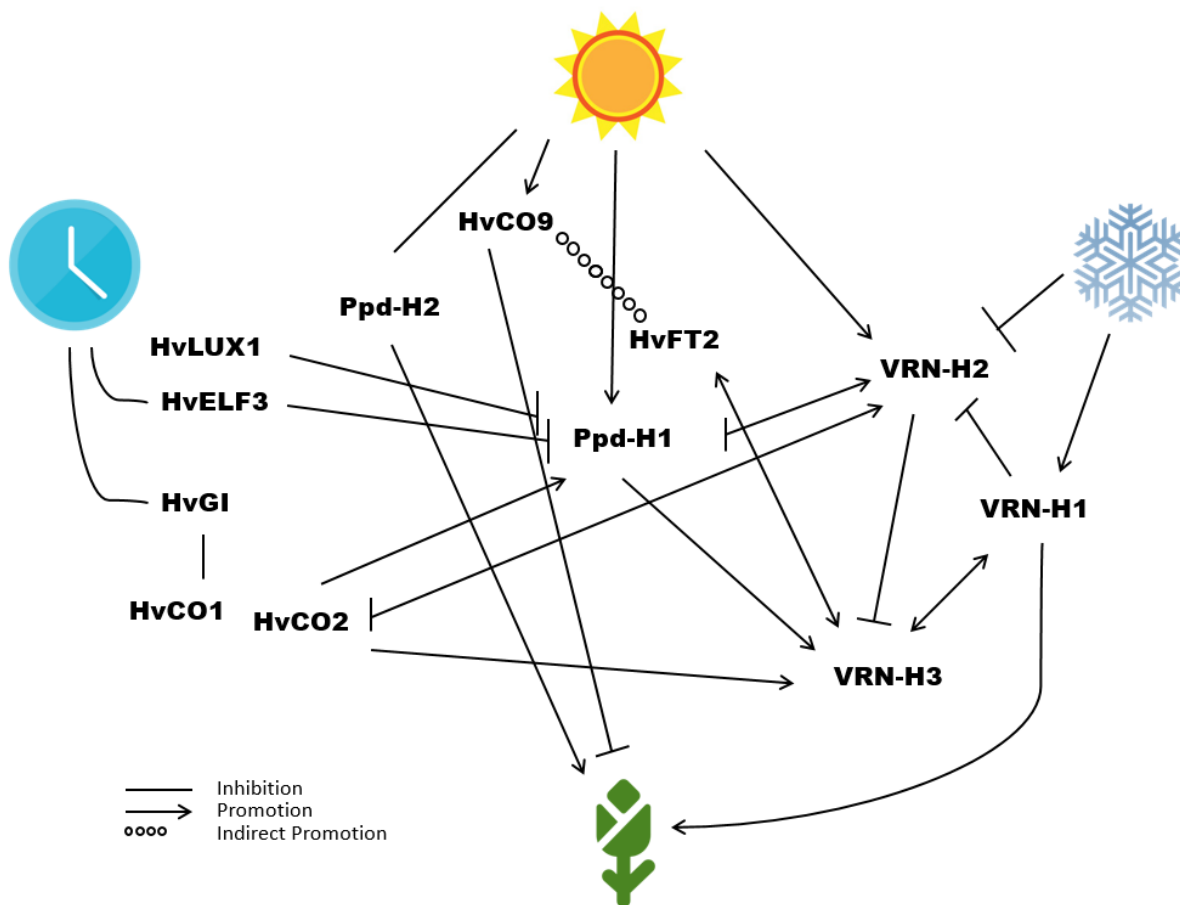 HvCO9
Ppd-H2
HvFT2
HvLUX1
VRN-H2
HvELF3
Ppd-H1
HvGI
VRN-H1
HvCO1
HvCO2
VRN-H3
Inhibition
Promotion
Indirect Promotion